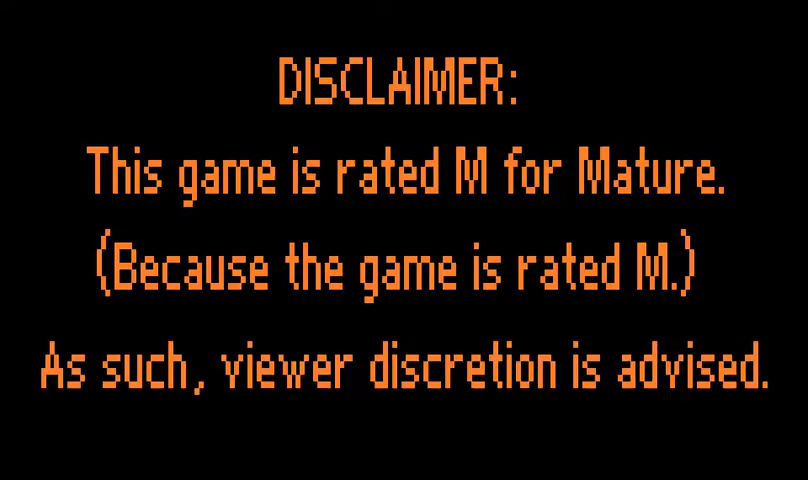 DISCLAIMER:
This game is rated M for Mature.
(Because the game is rated M.)
As such, viewer discretion is advised.